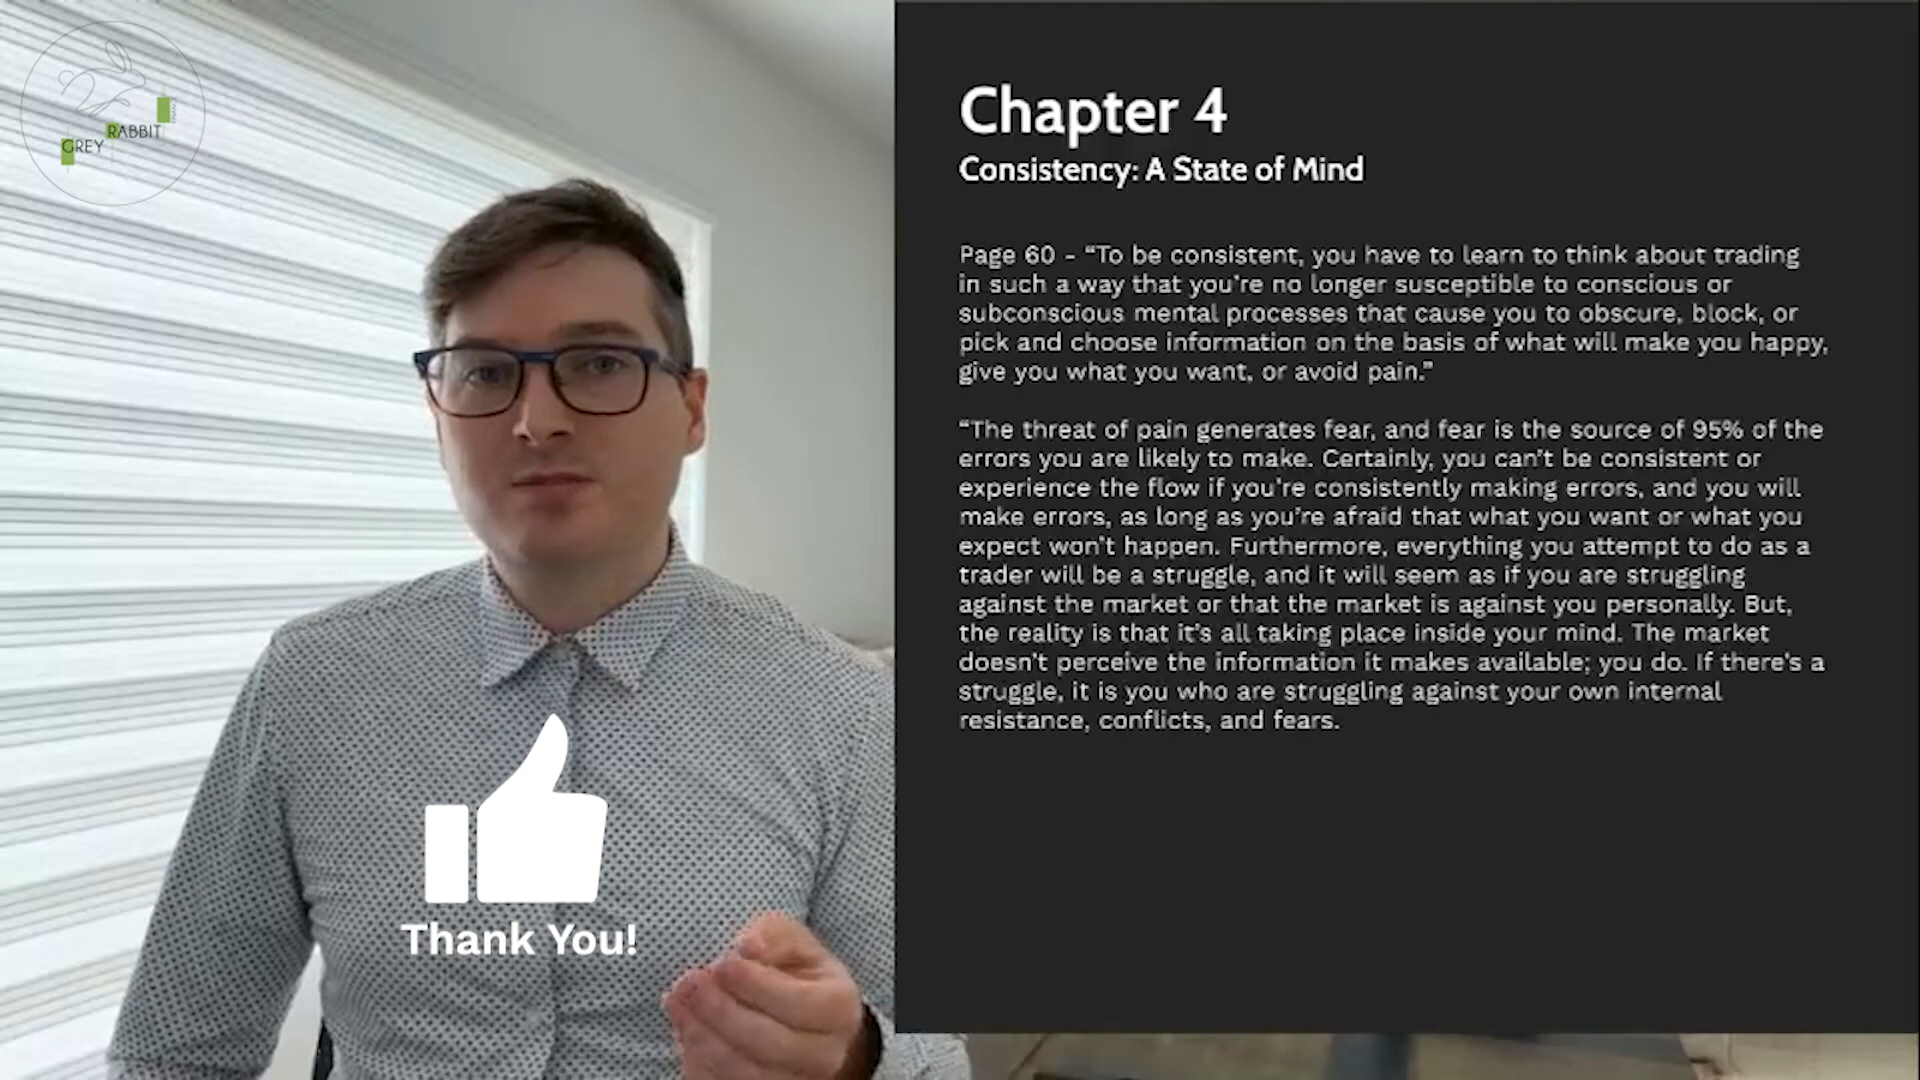 GREY RABBIT
Chapter 4
Consistency: A State of Mind
Page 60 - “To be consistent, you have to learn to think about trading
in such a way that you’re no longer susceptible to conscious or
subconscious mental processes that cause you to obscure, block, or
pick and choose information on the basis of what will make you happy,
give you what you want, or avoid pain.”
“The threat of pain generates fear, and fear is the source of 95% of the
errors you are likely to make. Certainly, you can’t be consistent or
experience the flow if you’re consistently making errors, and you will
make errors, as long as you’re afraid that what you want or what you
expect won’t happen. Furthermore, everything you attempt to do as a
trader will be a struggle, and it will seem as if you are struggling
against the market or that the market is against you personally. But,
the reality is that it’s all taking place inside your mind. The market
doesn’t perceive the information it makes available; you do. If there’s a
struggle, it is you who are struggling against your own internal
resistance, conflicts, and fears.
Thank You!